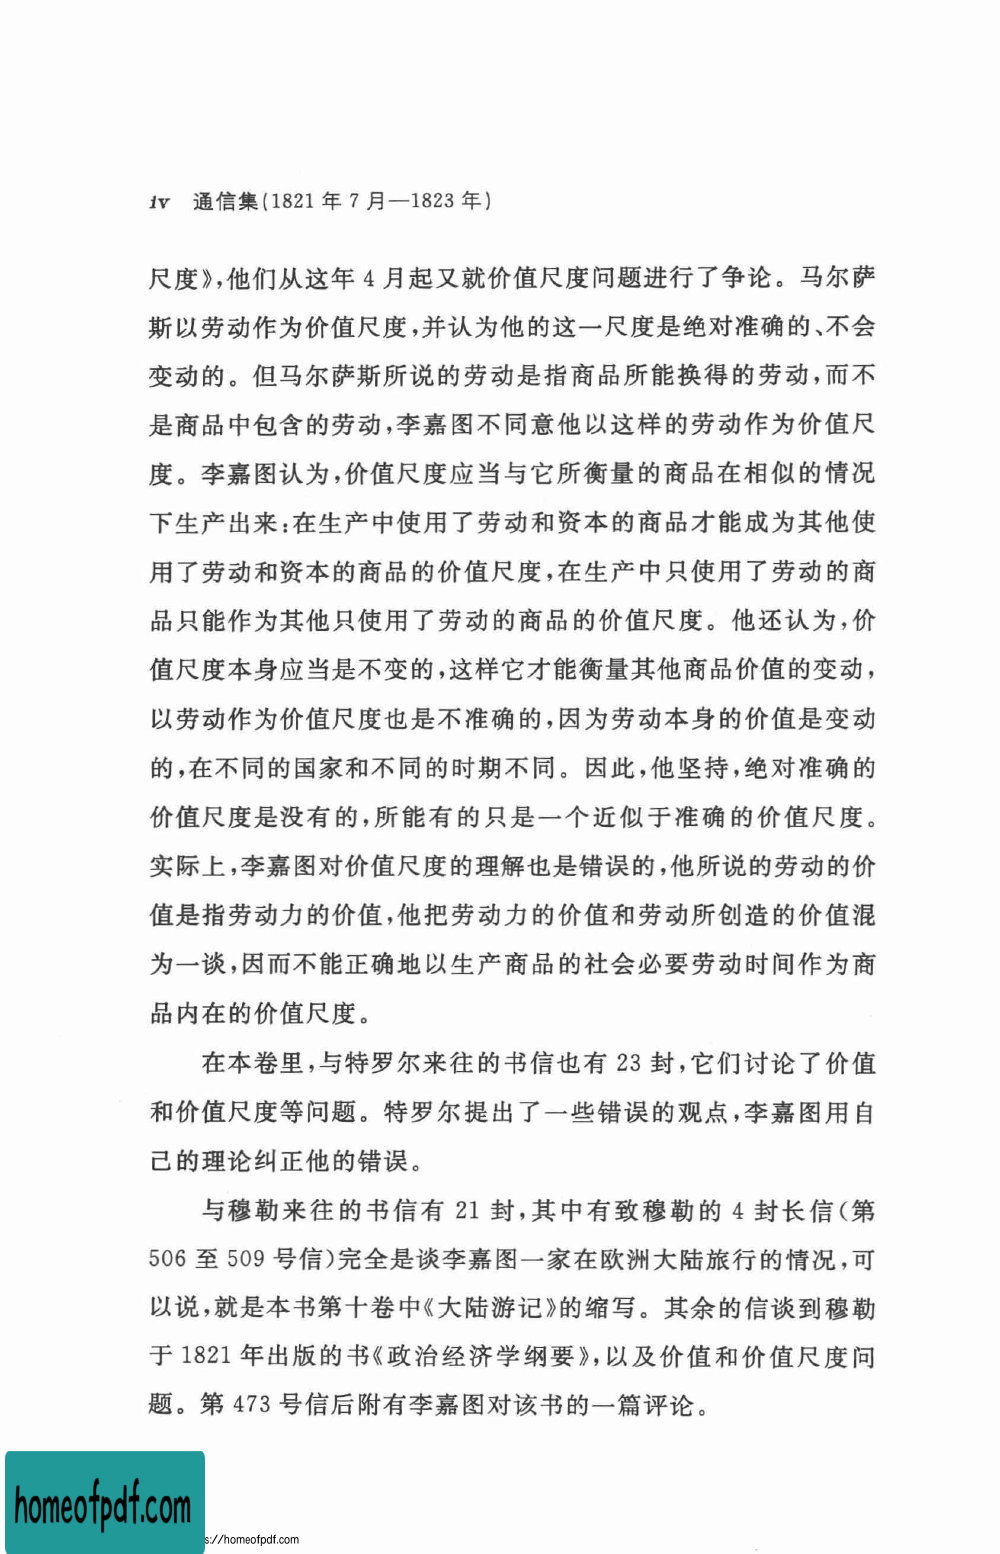 iv 通信集(1821 年 7 月—1823 年)
尺度》,他们从这年 4 月起又就价值尺度问题进行了争论。马尔萨
斯以劳动作为价值尺度,并认为他的这一尺度是绝对准确的、不会
变动的。但马尔萨斯所说的劳动是指商品所能换得的劳动,而不
是商品中包含的劳动,李嘉图不同意他以这样的劳动作为价值尺
度。李嘉图认为,价值尺度应当与它所衡量的商品在相似的情况
下生产出来:在生产中使用了劳动和资本的商品才能成为其他使
用了劳动和资本的商品的价值尺度,在生产中只使用了劳动的商
品只能作为其他只使用了劳动的商品的价值尺度。他还认为,价
值尺度本身应当是不变的,这样它才能衡量其他商品价值的变动,
以劳动作为价值尺度也是不准确的,因为劳动本身的价值是变动
的,在不同的国家和不同的时期不同。因此,他坚持,绝对准确的
价值尺度是没有的,所能有的只是一个近似于准确的价值尺度。
实际上,李嘉图对价值尺度的理解也是错误的,他所说的劳动的价
值是指劳动力的价值,他把劳动力的价值和劳动所创造的价值混
为一谈,因而不能正确地以生产商品的社会必要劳动时间作为商
品内在的价值尺度。
在本卷里,与特罗尔来往的书信也有 23 封,它们讨论了价值
和价值尺度等问题。特罗尔提出了一些错误的观点,李嘉图用自
己的理论纠正他的错误。
与穆勒来往的书信有 21 封,其中有致穆勒的 4 封长信(第
506 至 509 号信)完全是谈李嘉图一家在欧洲大陆旅行的情况,可
以说,就是本书第十卷中《大陆游记》的缩写。其余的信谈到穆勒
于 1821 年出版的书《政治经济学纲要》,以及价值和价值尺度问
题。第 473 号信后附有李嘉图对该书的一篇评论。
homeofpdf.com
s://homeofpdf.com